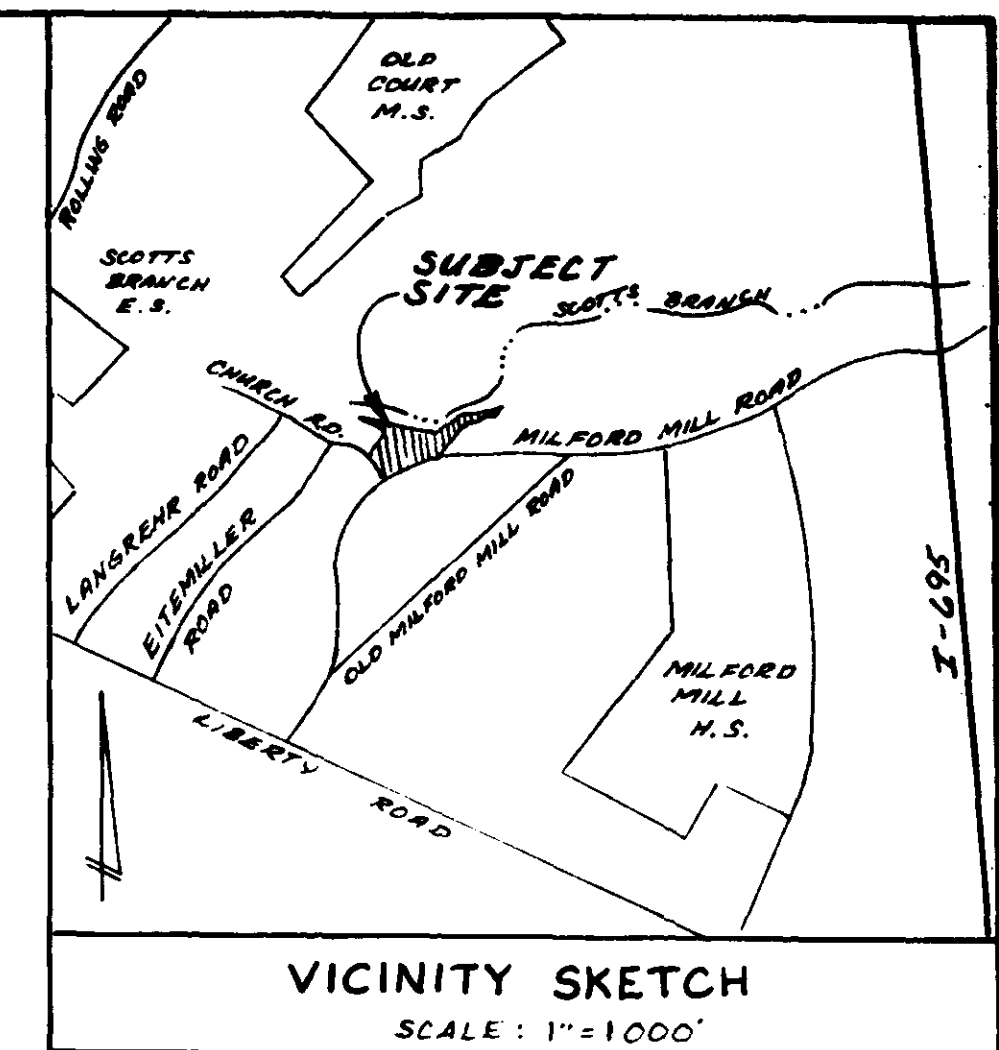 OLD
COURT
M.S.
ROLLING ROAD
SCOTTS
BRANCH
E.S.
SUBJECT
SITE
SCOTTS BRANCH
CHURCH RD.
MILFORD MILL ROAD
LANGREHR ROAD
EITEMILLER
ROAD
OLD MILFORD MILL ROAD
I-695
MILFORD
MILL
H.S.
LIBERTY ROAD
VICINITY SKETCH
SCALE : 1" = 1000'